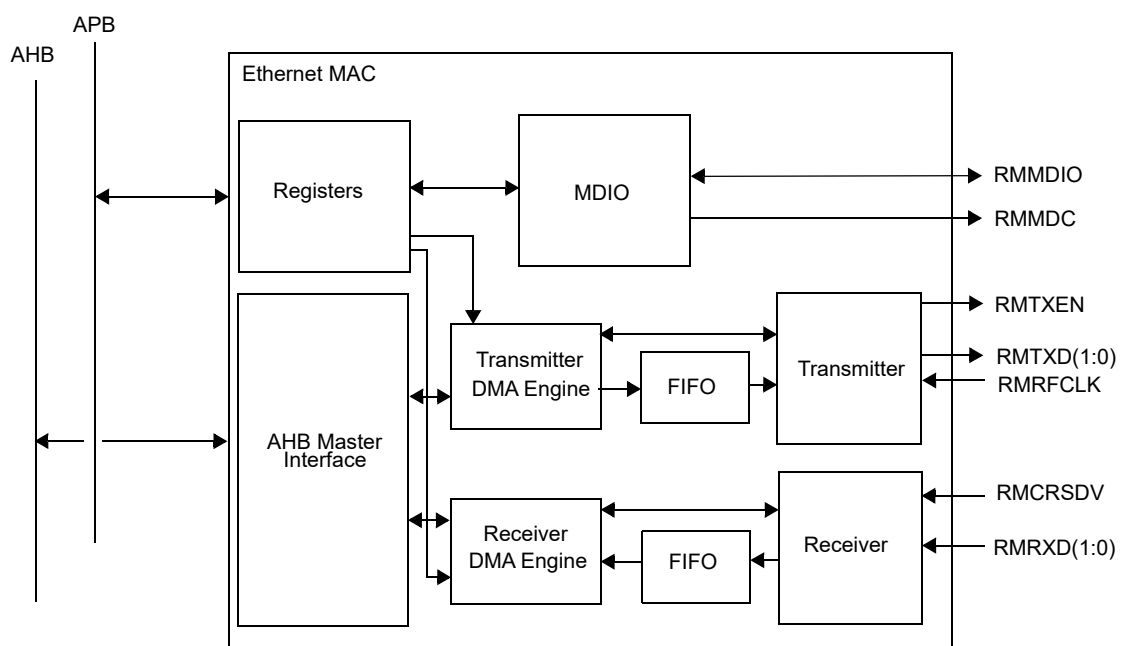 APB
AHB
Ethernet MAC
Registers
MDIO
RMMDIO
RMMDC
RMTXEN
Transmitter
DMA Engine
FIFO
Transmitter
RMTXD(1:0)
RMRFCLK
AHB Master
Interface
RMCRSDV
Receiver
DMA Engine
FIFO
Receiver
RMRXD(1:0)